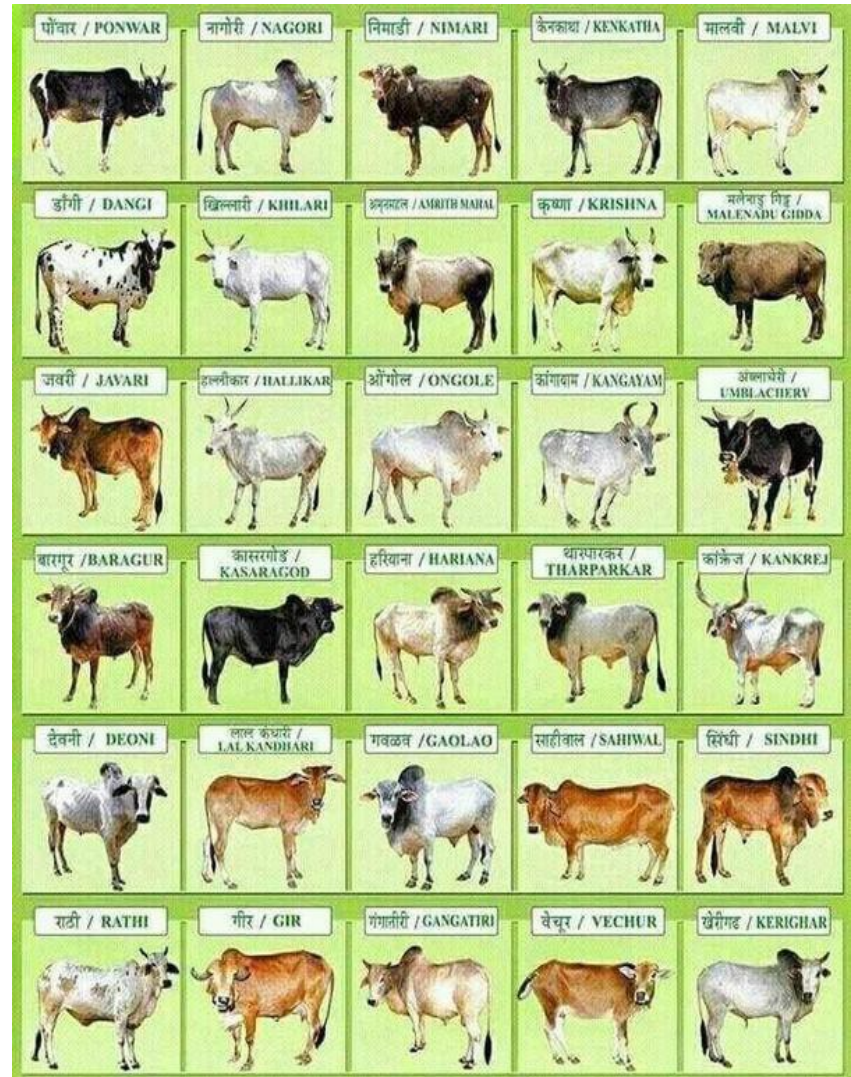 पोंवार / PONWAR
नागोरी / NAGORI
निमाडी / NIMARI
केनकाथा / KENKATHA
मालवी / MALVI
डाँगी / DANGI
खिल्लारी / KHILARI
अमृतमहल / AMRITH MAHAL
कृष्णा / KRISHNA
मलेनाडु गिड्ड /
MALENADU GIDDA
जवरी / JAVARI
हल्लीकार / HALLIKAR
ओंगोल / ONGOLE
कांगायाम / KANGAYAM
अंब्लाचेरी /
UMBLACHERY
बारगूर /BARAGUR
कासरगोड /
KASARAGOD
हरियाना / HARIANA
थारपारकर /
THARPARKAR
कांक्रेज / KANKREJ
देवनी / DEONI
लाल कंधारी /
LAL KANDHARI
गवळव /GAOLAO
साहीवाल / SAHIWAL
सिंधी / SINDHI
राठी / RATHI
गीर / GIR
गंगातीरी / GANGATIRI
वेचूर / VECHUR
खेरीगढ / KERIGHAR